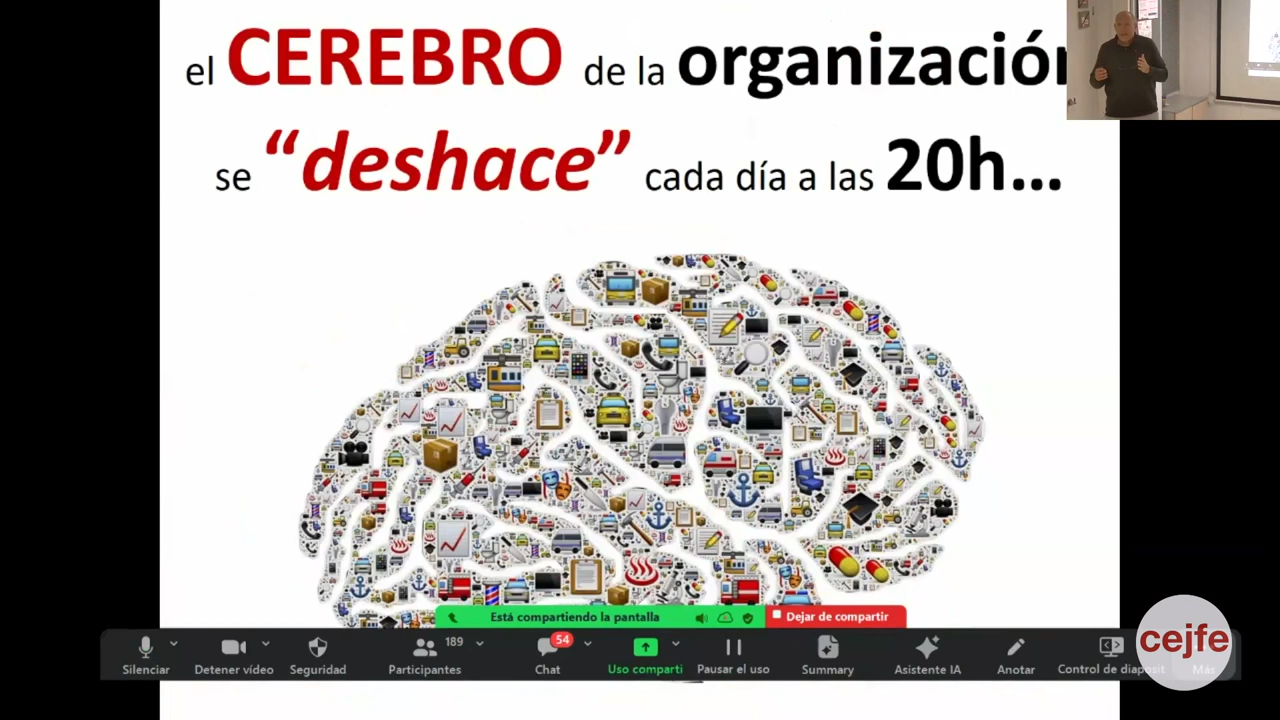 el CEREBRO de la organización
se “deshace” cada día a las 20h...
Está compartiendo la pantalla
Dejar de compartir
189
54
Silenciar
Detener vídeo
Seguridad
Participantes
Chat
Uso comparti
Pausar el uso
Summary
Asistente IA
Anotar
Control de diaposit
Más
cejfe